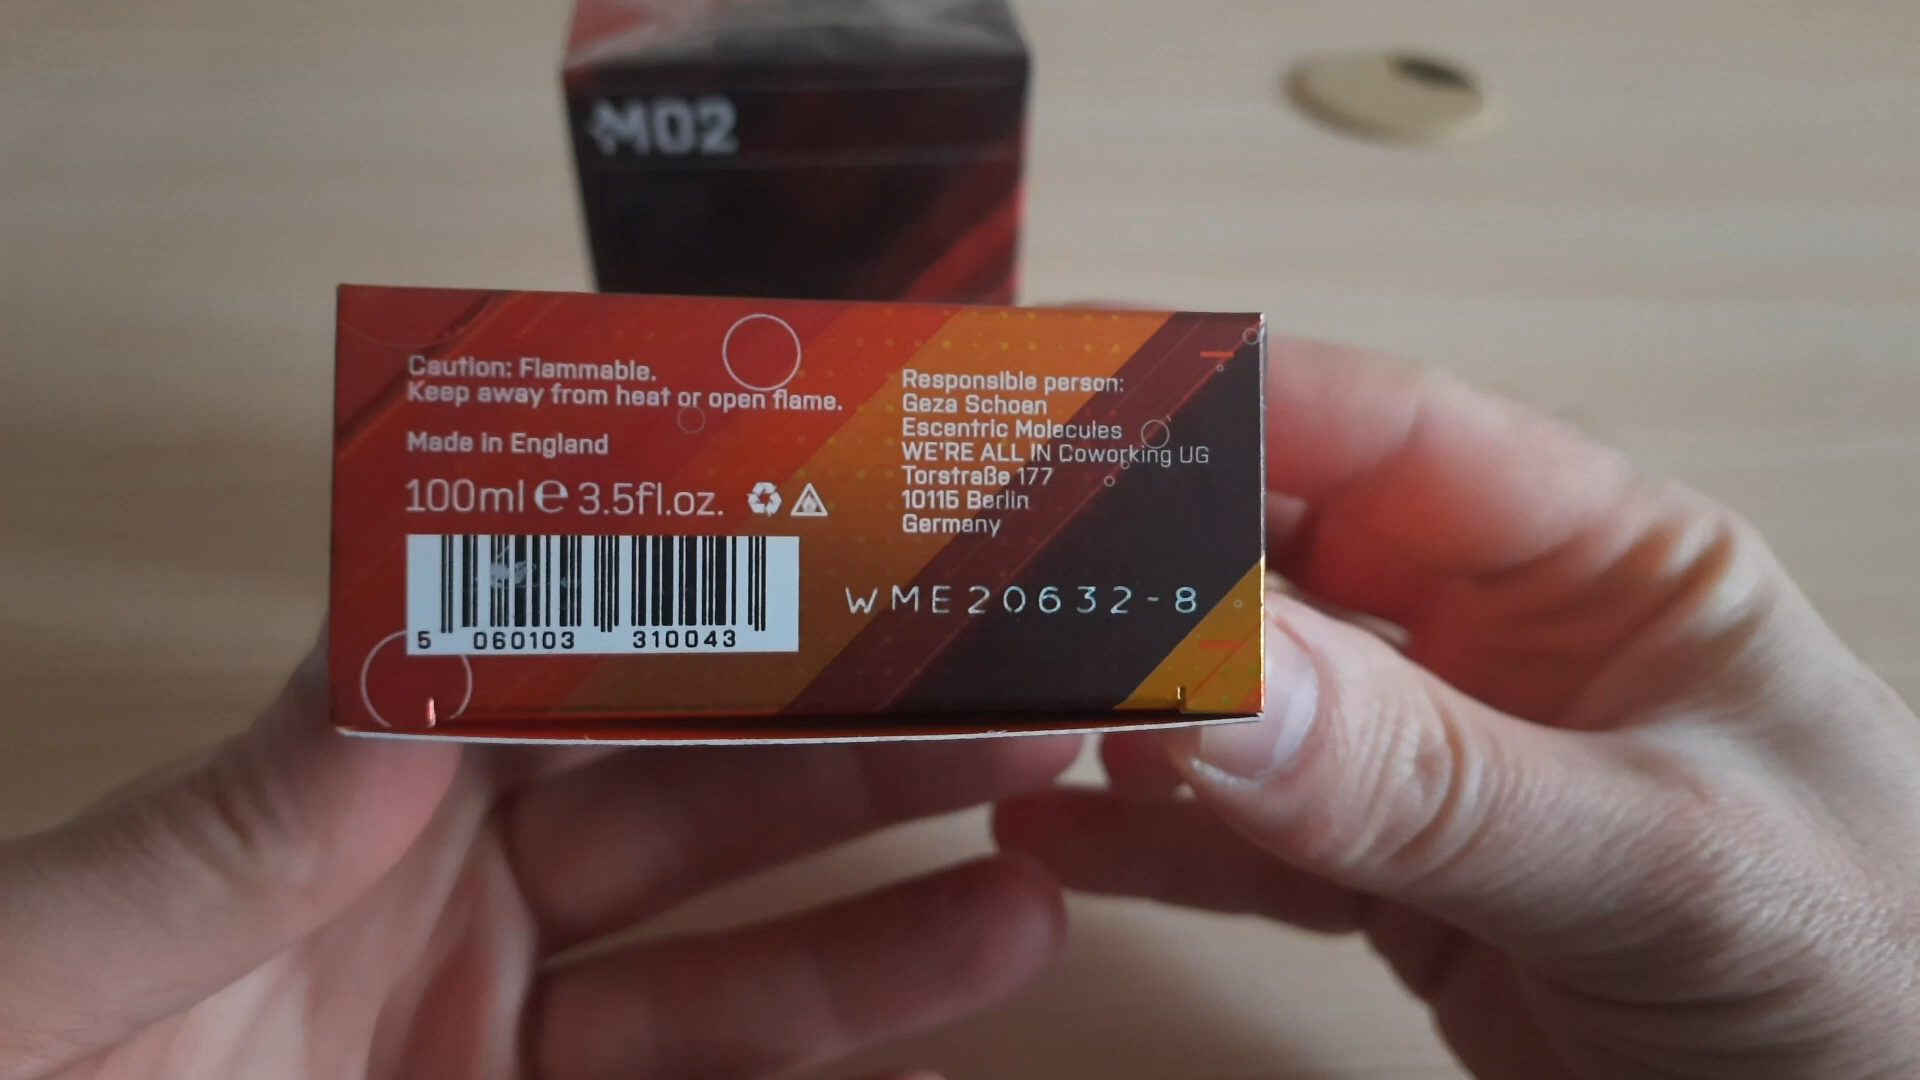 M02
Caution: Flammable.
Keep away from heat or open flame.
Made in England
100ml e 3.5fl.oz.
5 060103 310043
Responsible person:
Geza Schoen
Escentric Molecules
WE'RE ALL IN Coworking UG
Torstraße 177
10115 Berlin
Germany
WME20632-8